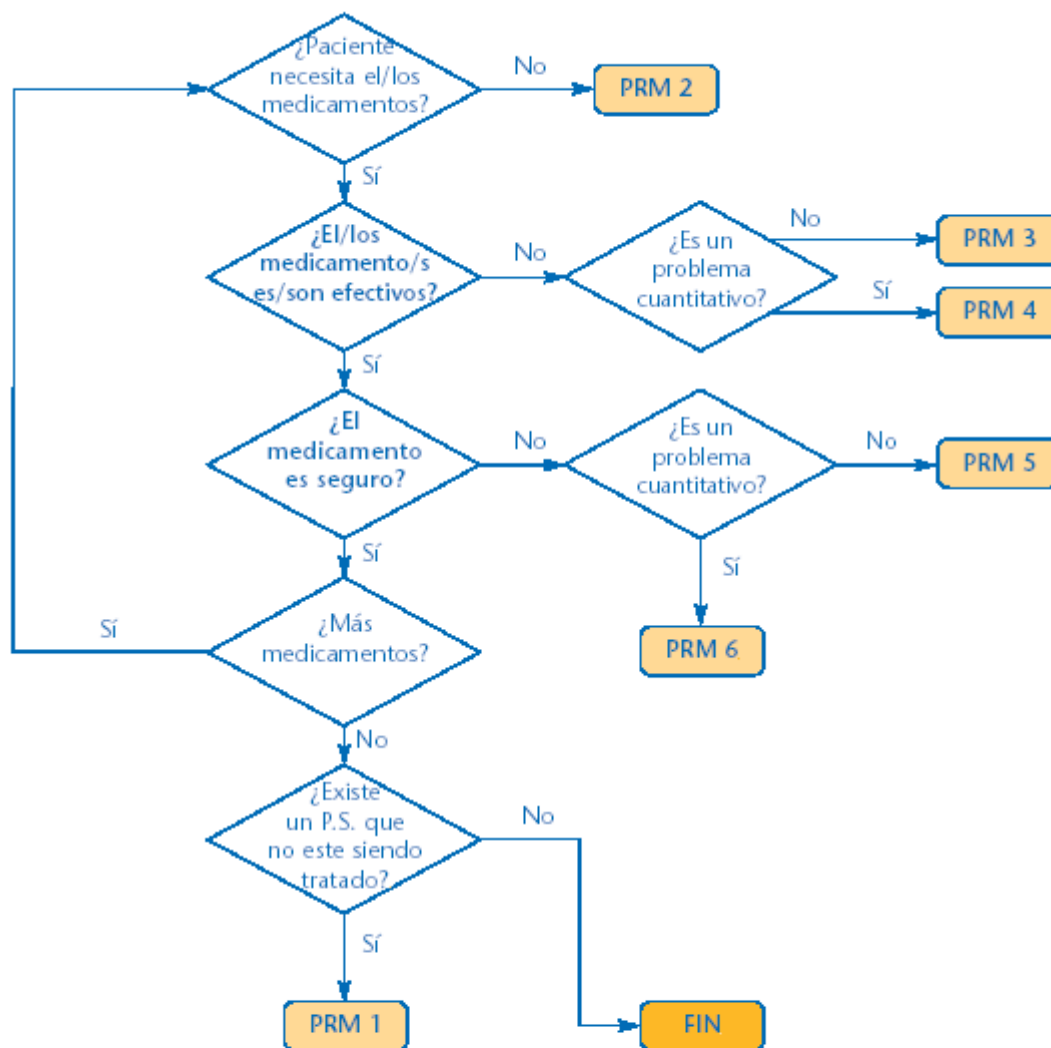 ¿Paciente
necesita el/los
medicamentos?
No
PRM 2
Sí
¿El/los
medicamento/s
es/son efectivos?
No
¿Es un
problema
cuantitativo?
No
PRM 3
Sí
PRM 4
Sí
¿El
medicamento
es seguro?
No
¿Es un
problema
cuantitativo?
No
PRM 5
Sí
PRM 6
Sí
¿Más
medicamentos?
Sí
No
¿Existe
un P.S. que
no este siendo
tratado?
No
Sí
PRM 1
FIN